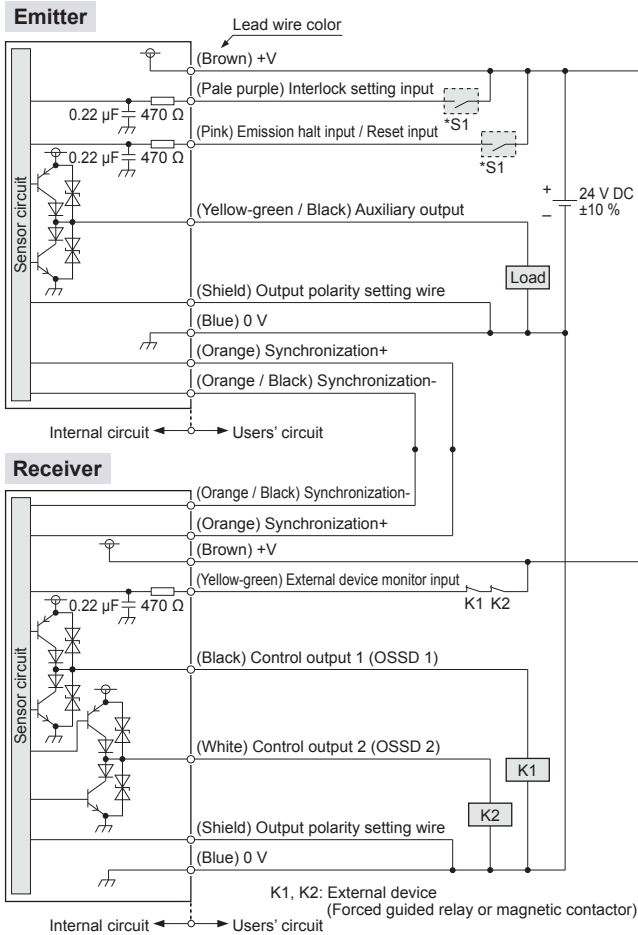 Emitter
Lead wire color
(Brown) +V
(Pale purple) Interlock setting input
0.22 µF 470 Ω
*S1
(Pink) Emission halt input / Reset input
0.22 µF 470 Ω
*S1
Sensor circuit
+
24 V DC
±10 %
–
(Yellow-green / Black) Auxiliary output
Load
(Shield) Output polarity setting wire
(Blue) 0 V
(Orange) Synchronization+
(Orange / Black) Synchronization-
Internal circuit Users' circuit
Receiver
(Orange / Black) Synchronization-
(Orange) Synchronization+
(Brown) +V
(Yellow-green) External device monitor input
0.22 µF 470 Ω
K1 K2
Sensor circuit
(Black) Control output 1 (OSSD 1)
(White) Control output 2 (OSSD 2)
K1
K2
(Shield) Output polarity setting wire
(Blue) 0 V
K1, K2: External device
(Forced guided relay or magnetic contactor)
Internal circuit Users' circuit